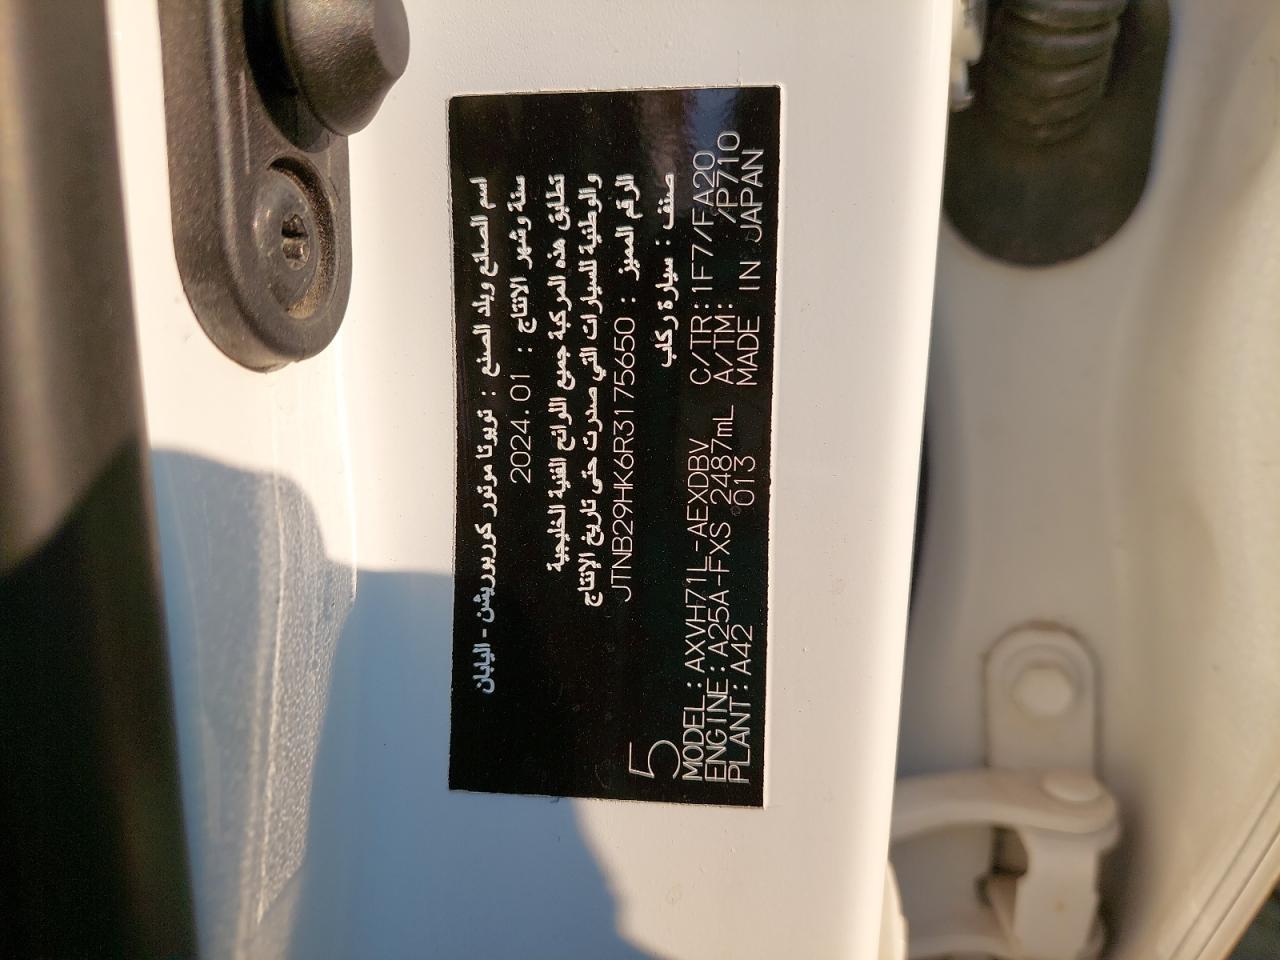 اسم الصانع وبلد الصنع : تويوتا موتور كوربوريشن - اليابان
سنة وشهر الانتاج : 2024.01
تطابق هذه المركبة جميع اللوائح الفنية الخليجية
والوطنية للسيارات التي صدرت حتى تاريخ الإنتاج
الرقم المميز : JTNB29HK6R3175650
صنف : سيارة ركاب
5
MODEL:AXVH71L-AEXDBV C/TR:1F7/FA20
ENGINE:A25A-FXS 2487mL A/TM: /P710
PLANT:A42 013 MADE IN JAPAN